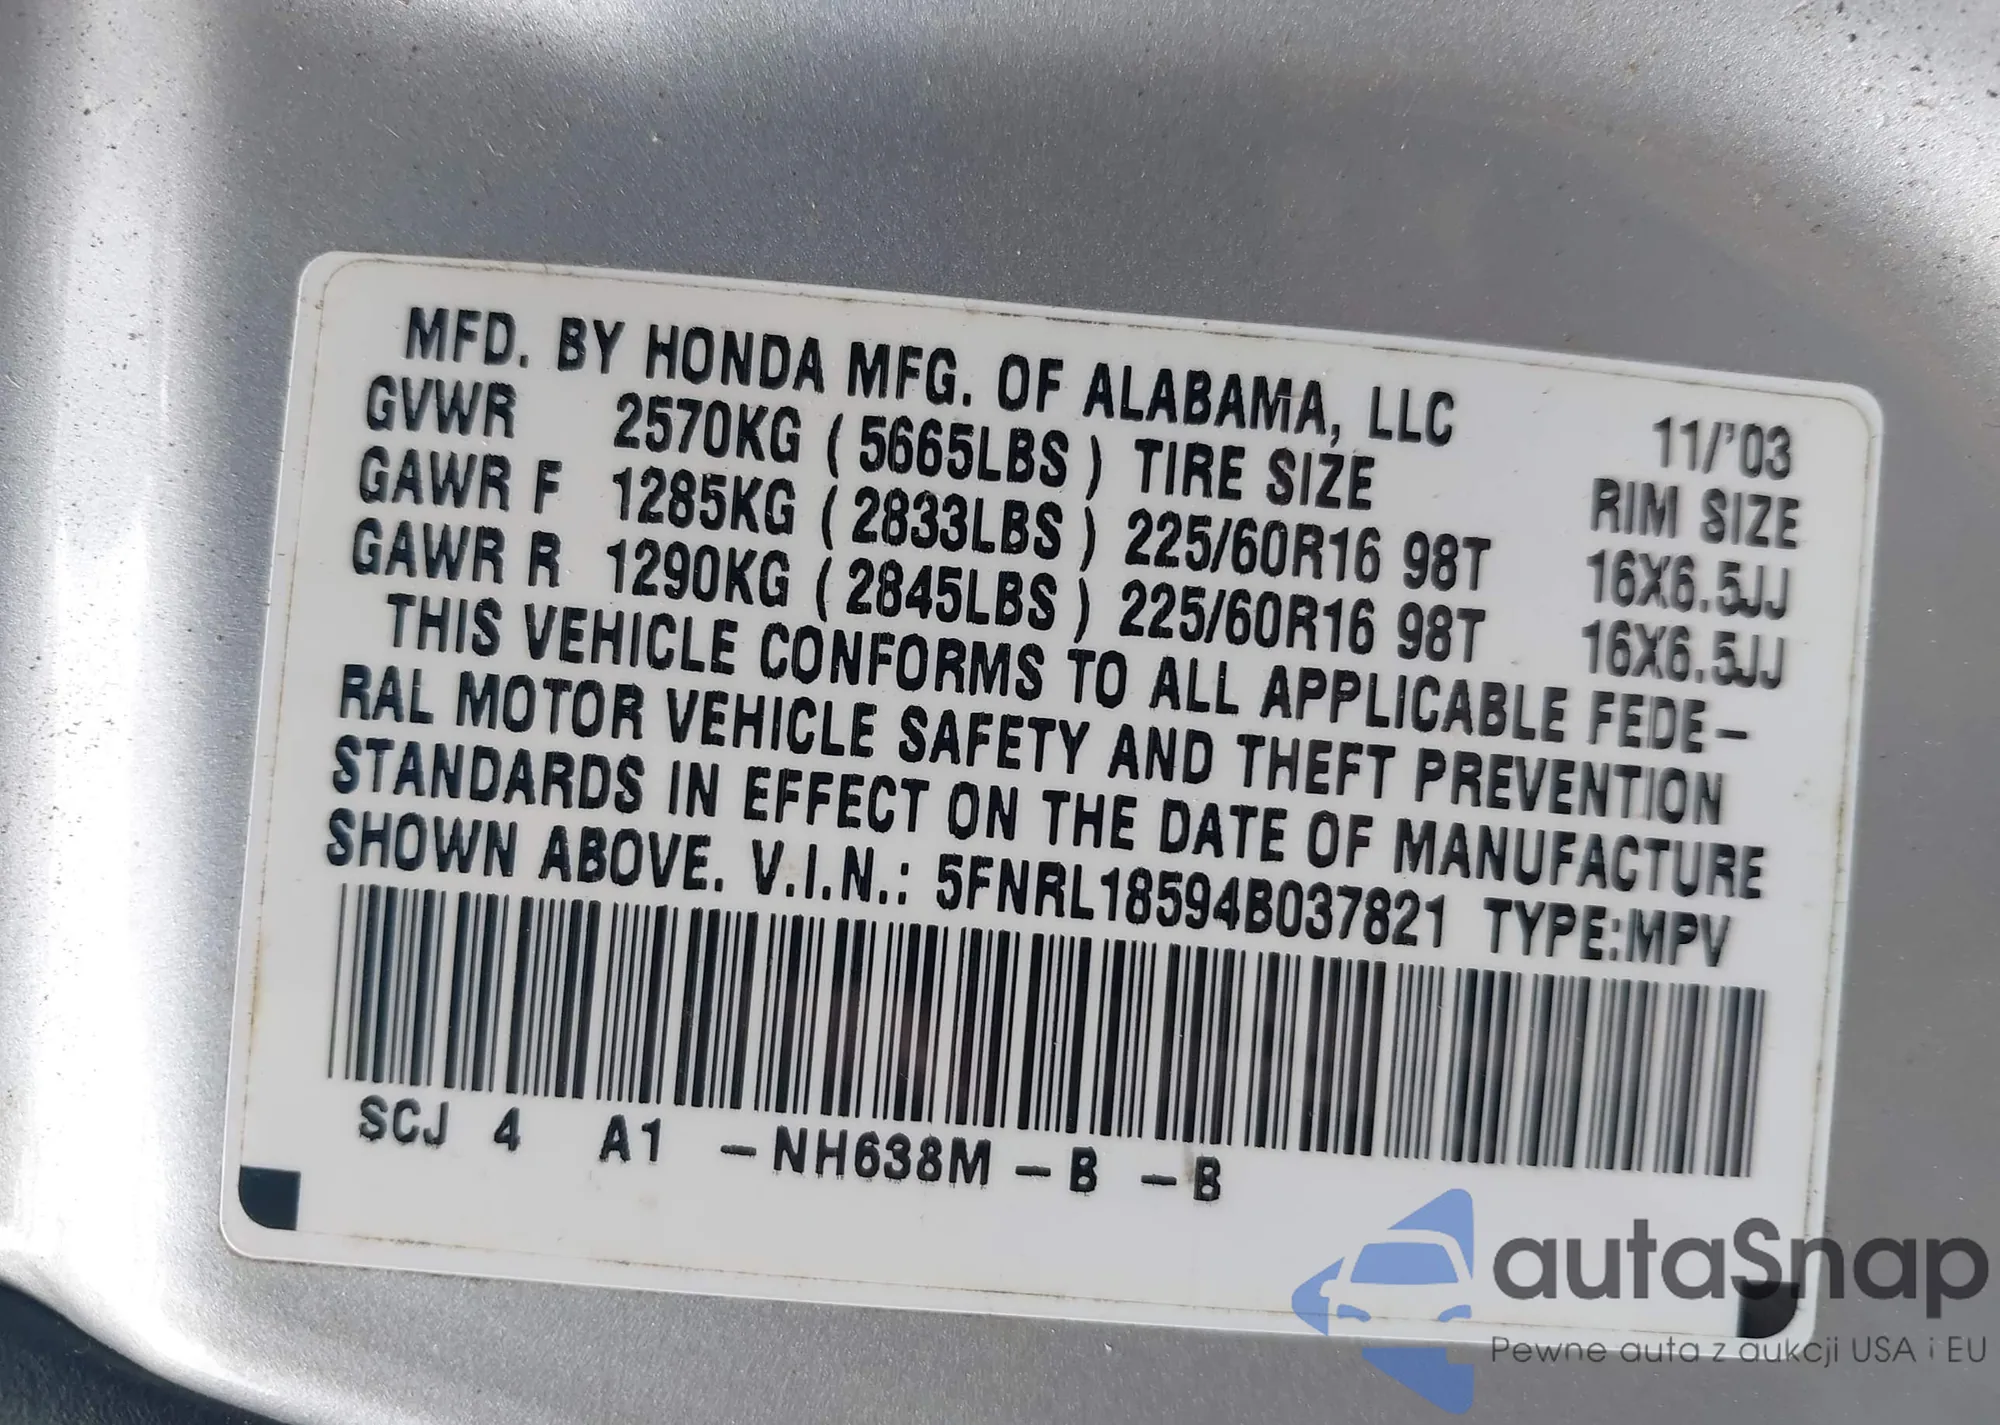 MFD. BY HONDA MFG. OF ALABAMA, LLC 11/'03
GVWR 2570KG ( 5665LBS ) TIRE SIZE RIM SIZE
GAWR F 1285KG ( 2833LBS ) 225/60R16 98T 16X6.5JJ
GAWR R 1290KG ( 2845LBS ) 225/60R16 98T 16X6.5JJ
THIS VEHICLE CONFORMS TO ALL APPLICABLE FEDE-
RAL MOTOR VEHICLE SAFETY AND THEFT PREVENTION
STANDARDS IN EFFECT ON THE DATE OF MANUFACTURE
SHOWN ABOVE. V.I.N.: 5FNRL18594B037821 TYPE:MPV
SCJ 4 A1 -NH638M-B -B
autaSnap
Pewne auta z aukcji USA i EU